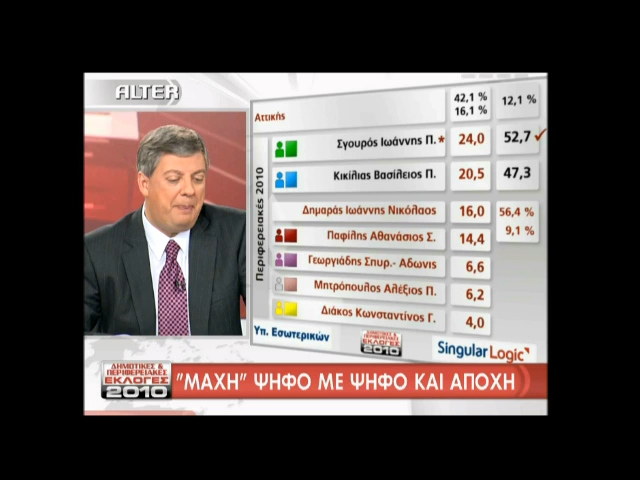 ALTER
Αττικής
42,1 % 12,1 %
16,1%
Περιφερειακές 2010
Σγουρός Ιωάννης Π. * 24,0 52,7 ✓
Κικίλιας Βασίλειος Π. 20,5 47,3
Δημαράς Ιωάννης Νικόλαος 16,0 56,4 %
Παφίλης Αθανάσιος Σ. 14,4 9,1 %
Γεωργιάδης Σπυρ.- Αδωνις 6,6
Μητρόπουλος Αλέξιος Π. 6,2
Διάκος Κωνσταντίνος Γ. 4,0
Υπ. Εσωτερικών
ΕΚΛΟΓΕΣ
2010
SingularLogic
ΔΗΜΟΤΙΚΕΣ &
ΠΕΡΙΦΕΡΕΙΑΚΕΣ
ΕΚΛΟΓΕΣ
2010
"ΜΑΧΗ" ΨΗΦΟ ΜΕ ΨΗΦΟ ΚΑΙ ΑΠΟΧΗ